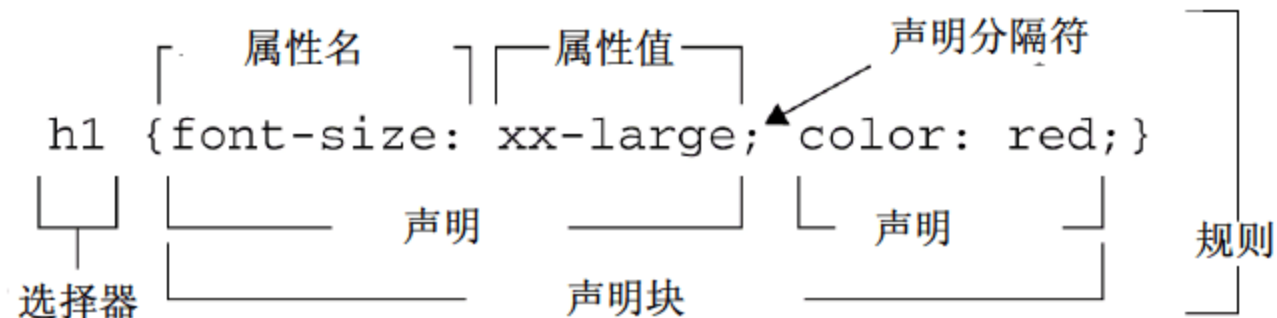 属性名 属性值 声明分隔符
h1 {font-size: xx-large; color: red;}
声明 声明 规则
选择器 声明块